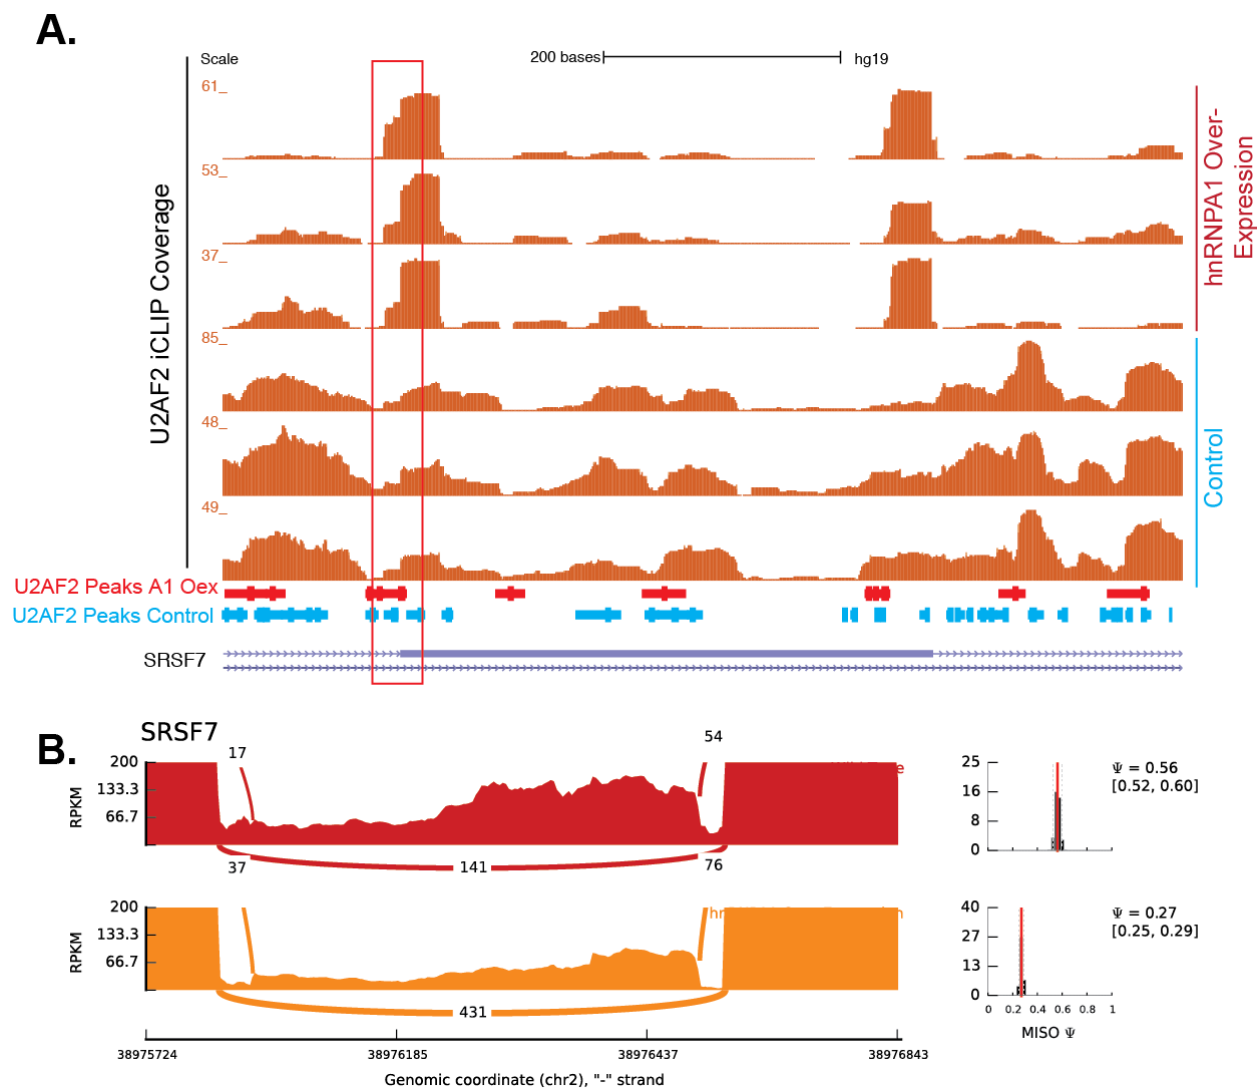 A.
Scale
200 bases
hg19
61_
53_
37_
85_
48_
49_
U2AF2 iCLIP Coverage
hnRNPA1 Over-
Expression
Control
U2AF2 Peaks A1 Oex
U2AF2 Peaks Control
SRSF7
B.
SRSF7
200
133.3
66.7
RPKM
17
54
37
141
76
25
16
8
0
Ψ = 0.56
[0.52, 0.60]
200
133.3
66.7
RPKM
431
40
27
13
0
Ψ = 0.27
[0.25, 0.29]
0 0.2 0.4 0.6 0.8 1
MISO Ψ
38975724 38976185 38976437 38976843
Genomic coordinate (chr2), "-" strand